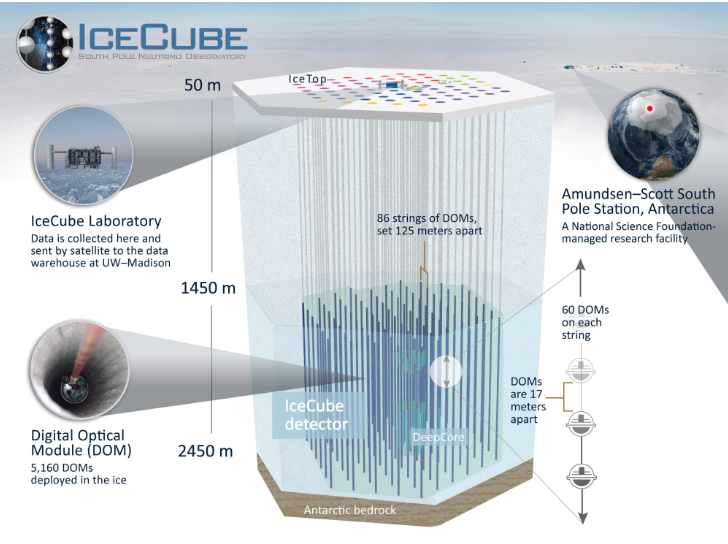 ICECUBE
SOUTH POLE NEUTRINO OBSERVATORY
50 m
IceTop
IceCube Laboratory
Data is collected here and
sent by satellite to the data
warehouse at UW–Madison
86 strings of DOMs,
set 125 meters apart
Amundsen–Scott South
Pole Station, Antarctica
A National Science Foundation-
managed research facility
1450 m
60 DOMs
on each
string
DOMs
are 17
meters
apart
IceCube
detector
DeepCore
Digital Optical
Module (DOM)
5,160 DOMs
deployed in the ice
2450 m
Antarctic bedrock